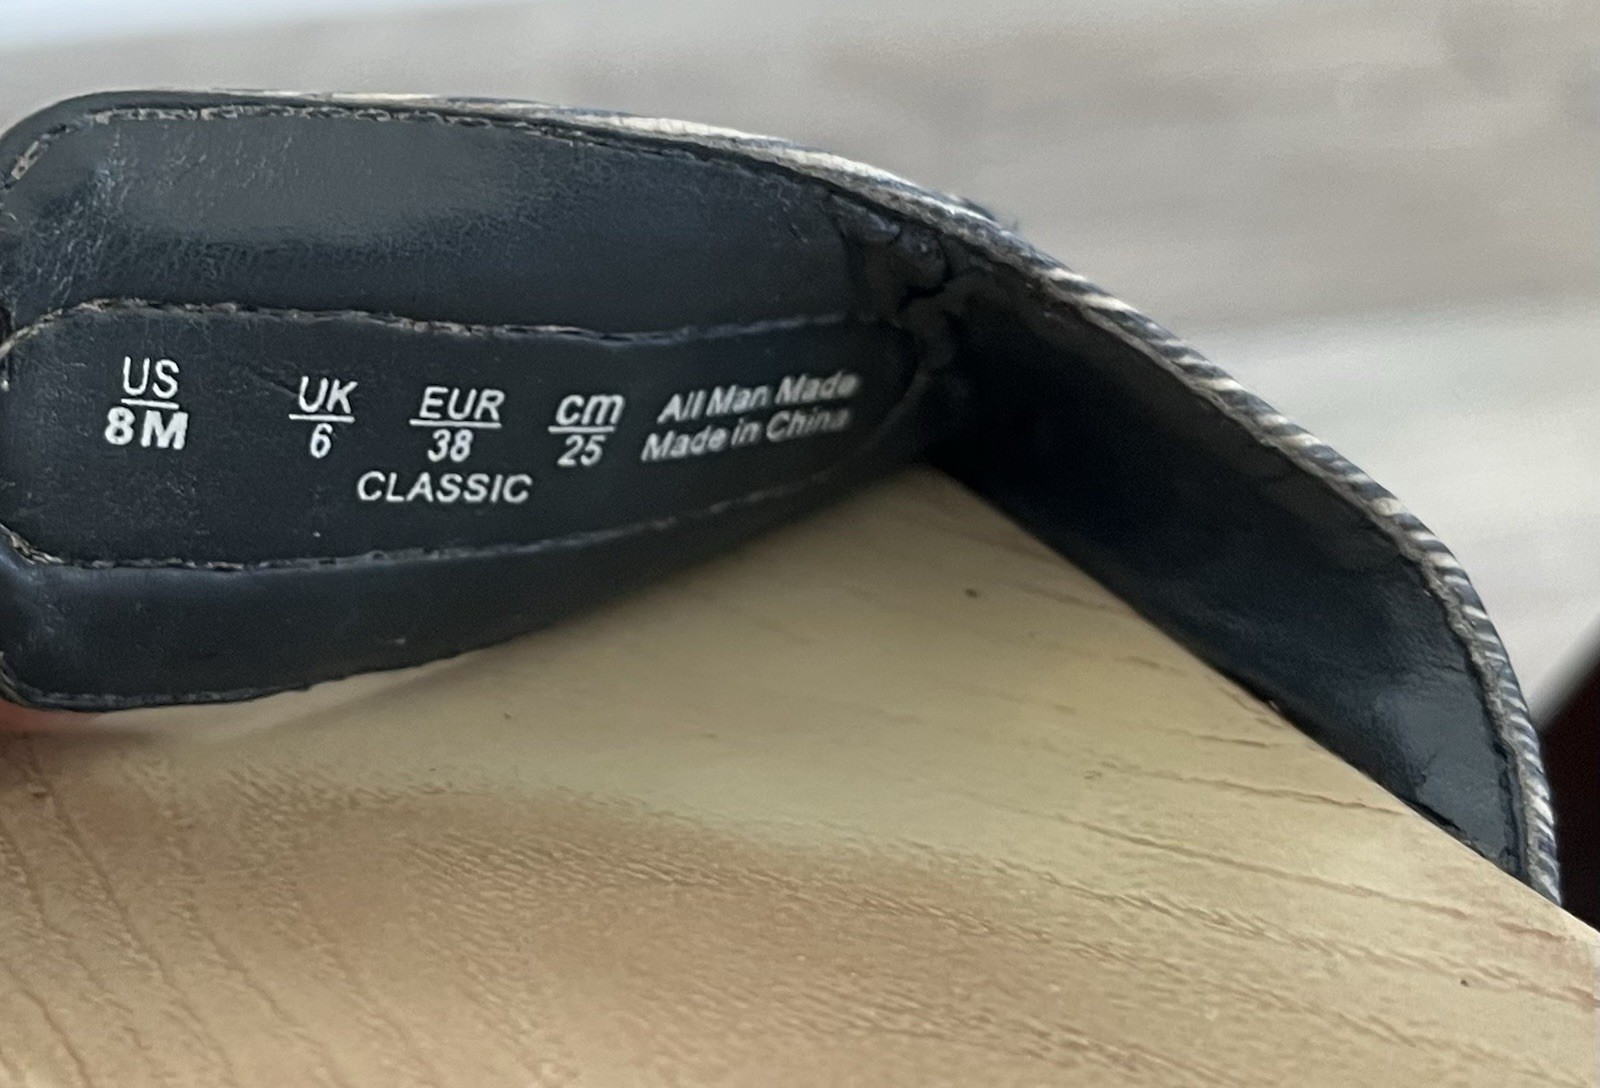 US UK EUR cm All Man Made
8M 6 38 25 Made in China
CLASSIC